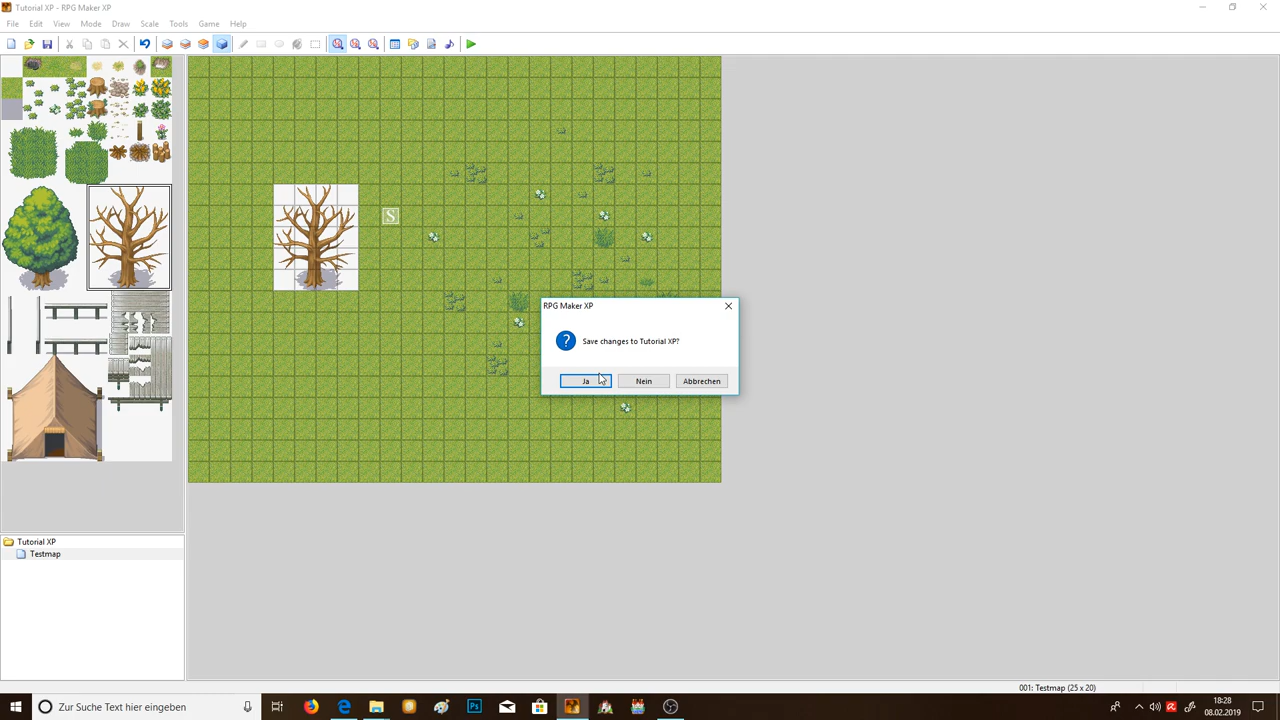 Tutorial XP - RPG Maker XP
File Edit View Mode Draw Scale Tools Game Help
S
RPG Maker XP
Save changes to Tutorial XP?
Ja Nein Abbrechen
Tutorial XP
Testmap
001: Testmap (25 x 20)
Zur Suche Text hier eingeben
Ps
18:28
08.02.2019